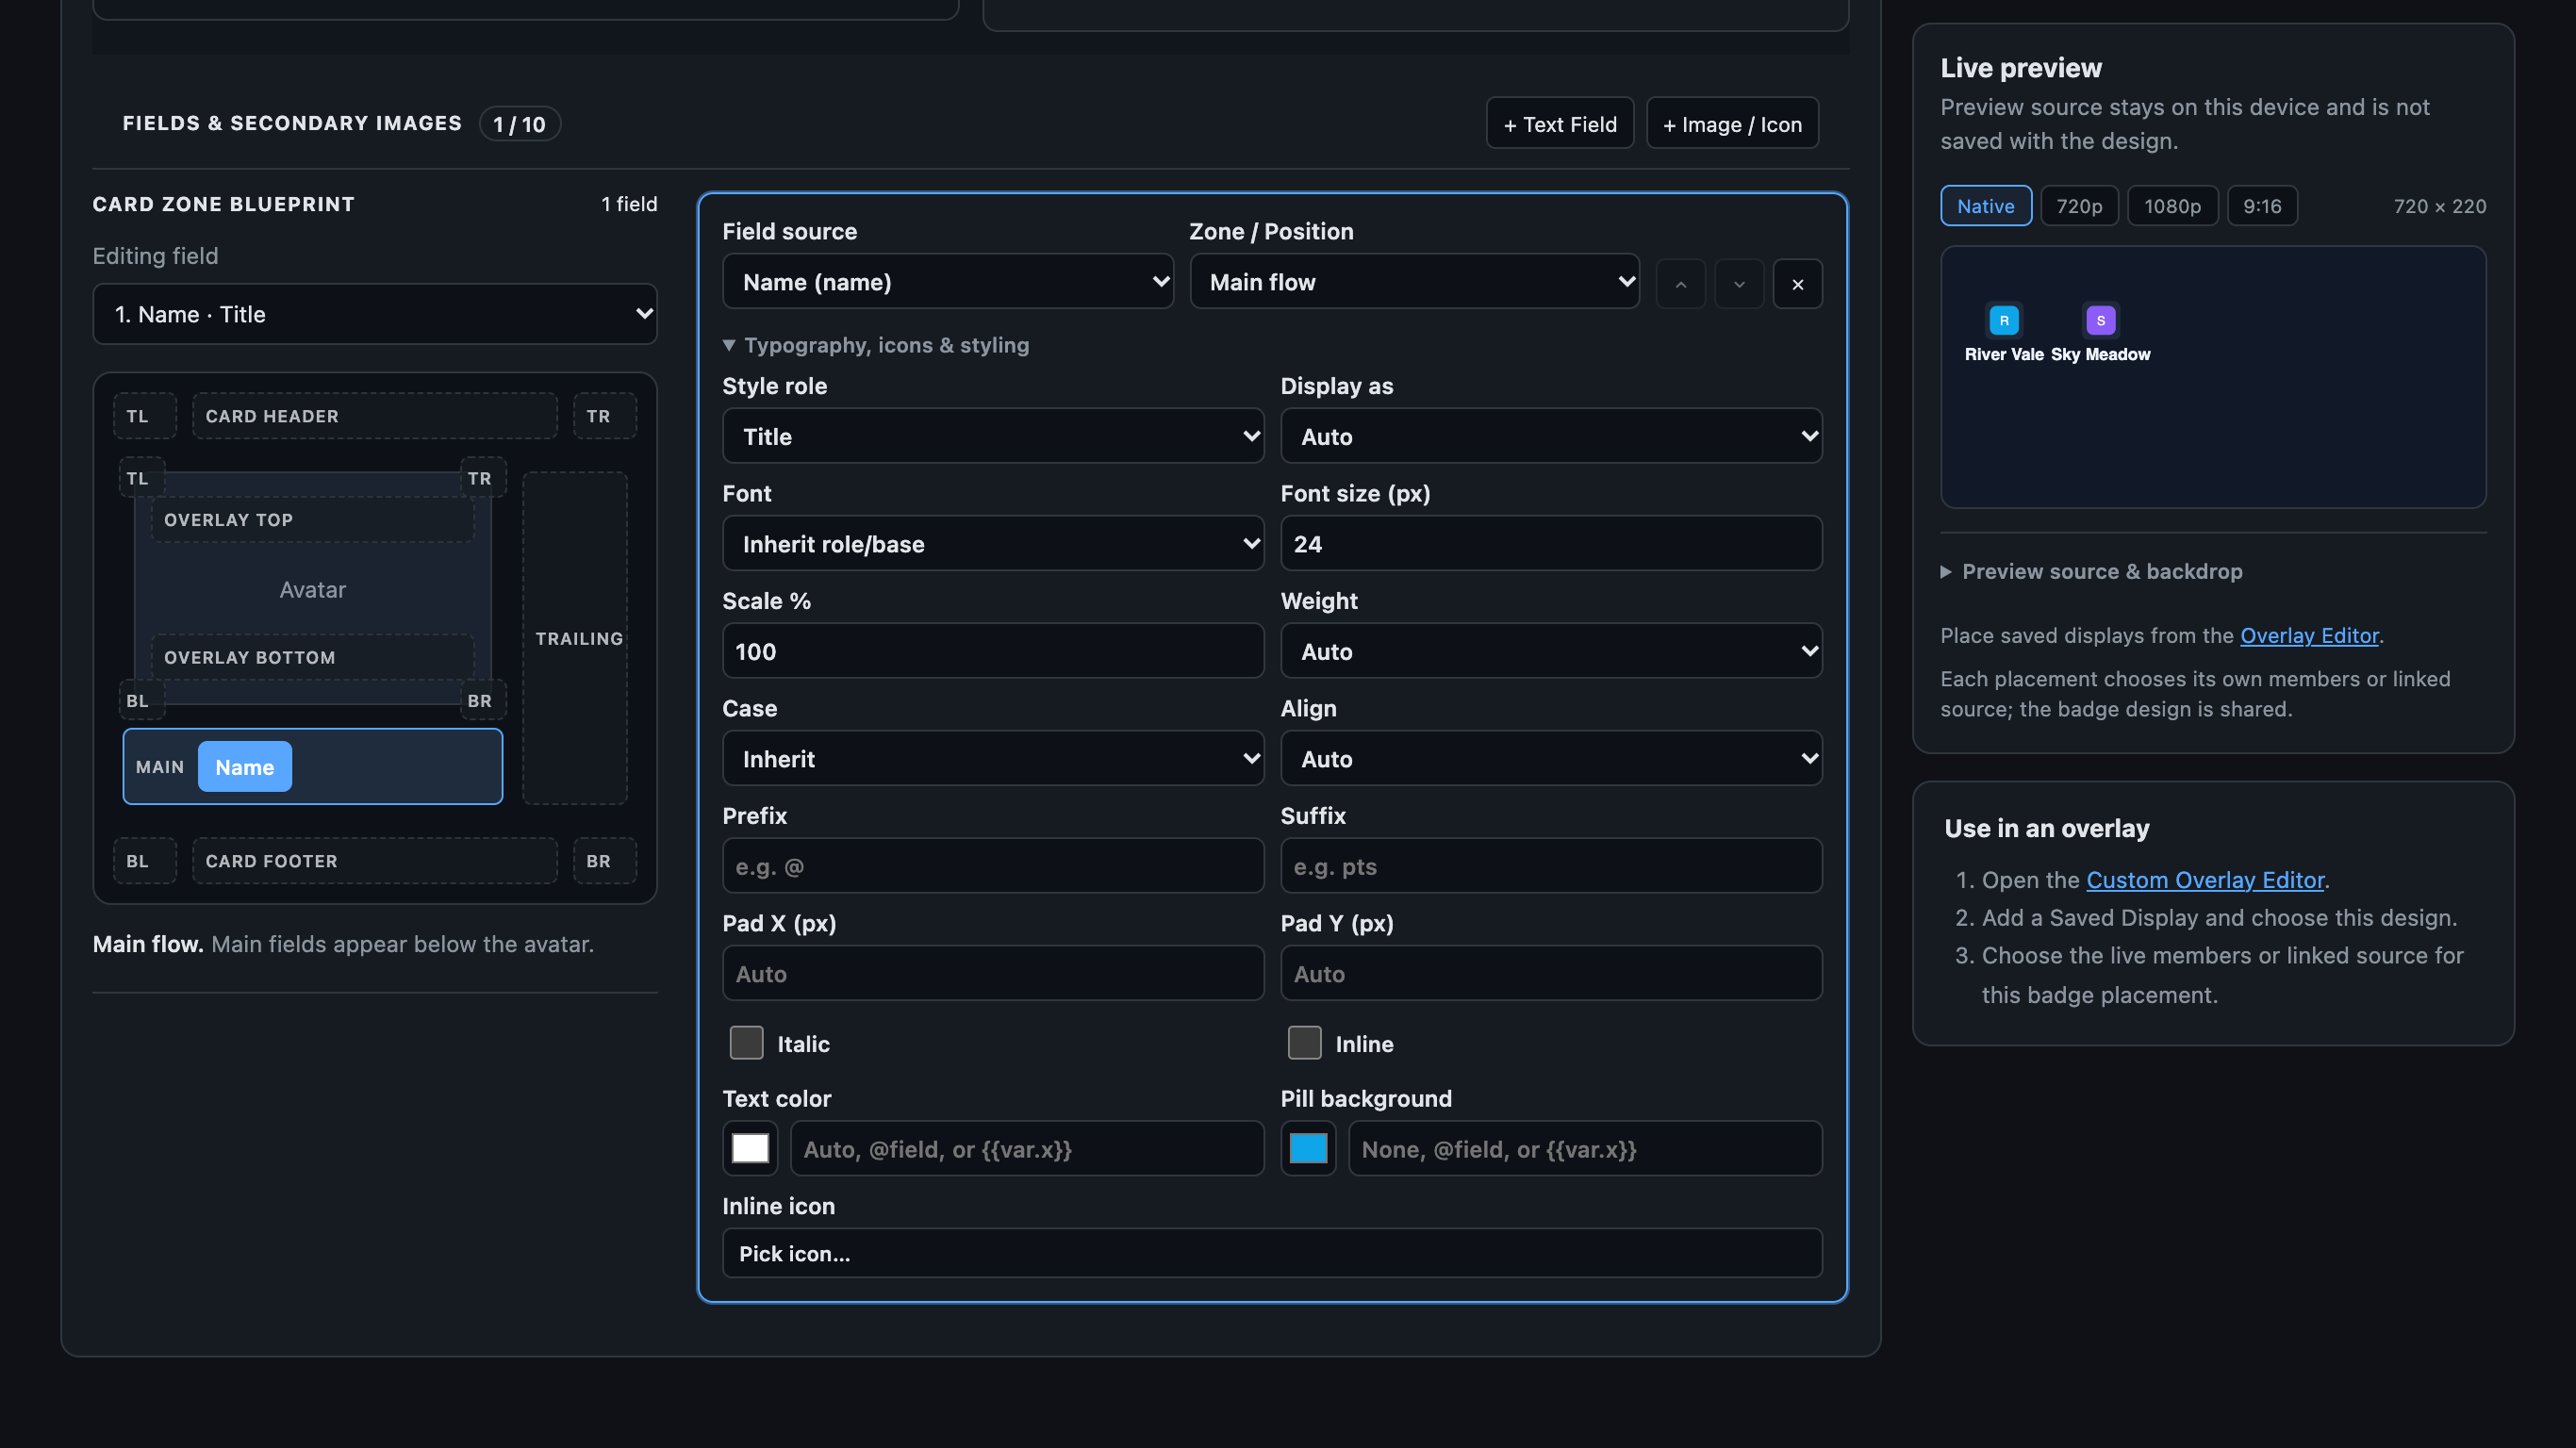 FIELDS & SECONDARY IMAGES 1 / 10
+ Text Field
+ Image / Icon
CARD ZONE BLUEPRINT
1 field
Editing field
1. Name · Title
TL
CARD HEADER
TR
TL
TR
OVERLAY TOP
Avatar
TRAILING
OVERLAY BOTTOM
BL
BR
MAIN
Name
BL
CARD FOOTER
BR
Main flow. Main fields appear below the avatar.
Field source
Zone / Position
Name (name)
Main flow
Typography, icons & styling
Style role
Display as
Title
Auto
Font
Font size (px)
Inherit role/base
24
Scale %
Weight
100
Auto
Case
Align
Inherit
Auto
Prefix
Suffix
e.g. @
e.g. pts
Pad X (px)
Pad Y (px)
Auto
Auto
Italic
Inline
Text color
Pill background
Auto, @field, or {{var.x}}
None, @field, or {{var.x}}
Inline icon
Pick icon...
Live preview
Preview source stays on this device and is not
saved with the design.
Native
720p
1080p
9:16
720 × 220
R
S
River Vale
Sky Meadow
Preview source & backdrop
Place saved displays from the Overlay Editor.
Each placement chooses its own members or linked
source; the badge design is shared.
Use in an overlay
1. Open the Custom Overlay Editor.
2. Add a Saved Display and choose this design.
3. Choose the live members or linked source for
this badge placement.